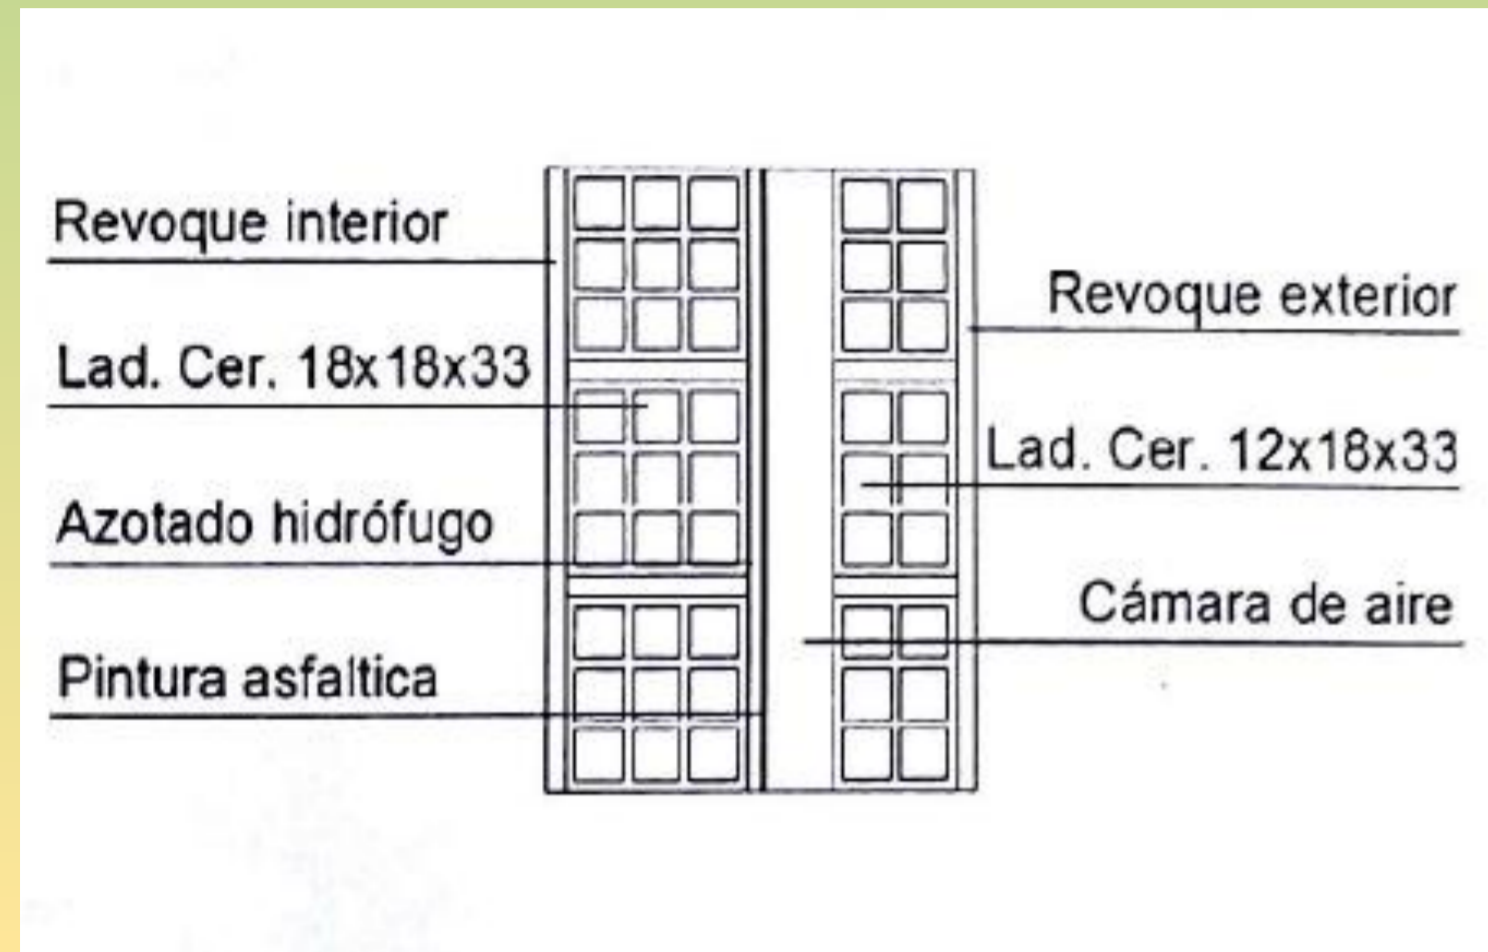 Revoque interior
Lad. Cer. 18x18x33
Azotado hidrófugo
Pintura asfaltica
Revoque exterior
Lad. Cer. 12x18x33
Cámara de aire